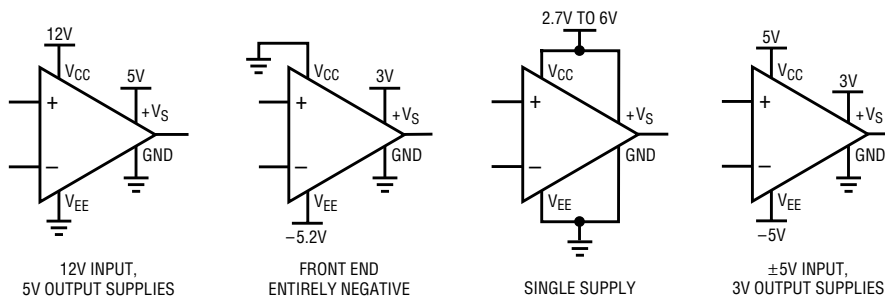 12V
VCC
5V
+
+VS
−
GND
VEE
12V INPUT,
5V OUTPUT SUPPLIES
VCC
3V
+
+VS
−
GND
VEE
−5.2V
FRONT END
ENTIRELY NEGATIVE
2.7V TO 6V
VCC
+
+VS
−
GND
VEE
SINGLE SUPPLY
5V
VCC
3V
+
+VS
−
GND
VEE
−5V
±5V INPUT,
3V OUTPUT SUPPLIES